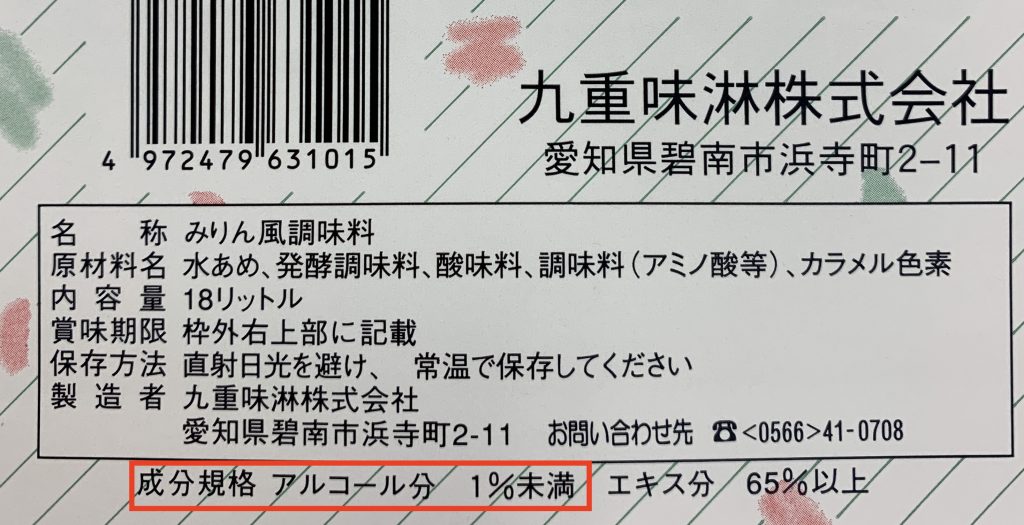 4 972479 631015
九重味淋株式会社
愛知県碧南市浜寺町2-11
名称 みりん風調味料
原材料名 水あめ、発酵調味料、酸味料、調味料(アミノ酸等)、カラメル色素
内容量 18リットル
賞味期限 枠外右上部に記載
保存方法 直射日光を避け、 常温で保存してください
製造者 九重味淋株式会社
愛知県碧南市浜寺町2-11 お問い合わせ先 ☎<0566>41-0708
成分規格 アルコール分 1%未満 エキス分 65%以上